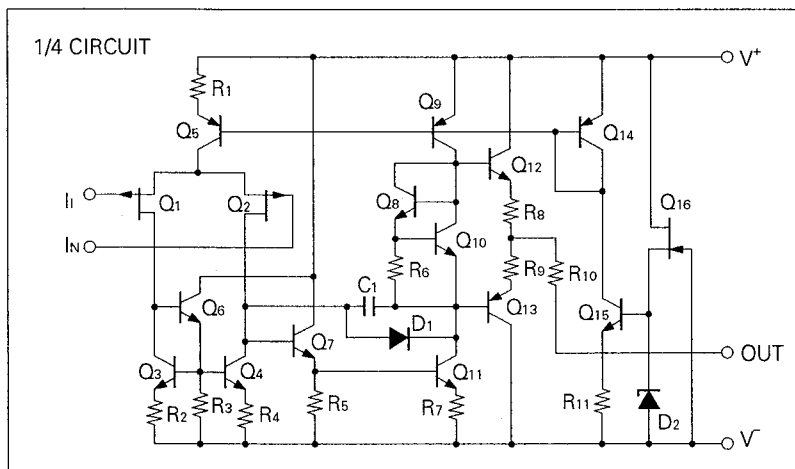 1/4 CIRCUIT
V+
R1
Q9
Q5
Q14
Q12
II
Q1
Q2
Q8
R8
Q16
Q10
IN
R6
R9
R10
C1
Q6
Q13
Q15
D1
Q7
OUT
Q3
Q4
Q11
R2
R3
R4
R5
R7
R11
D2
V-